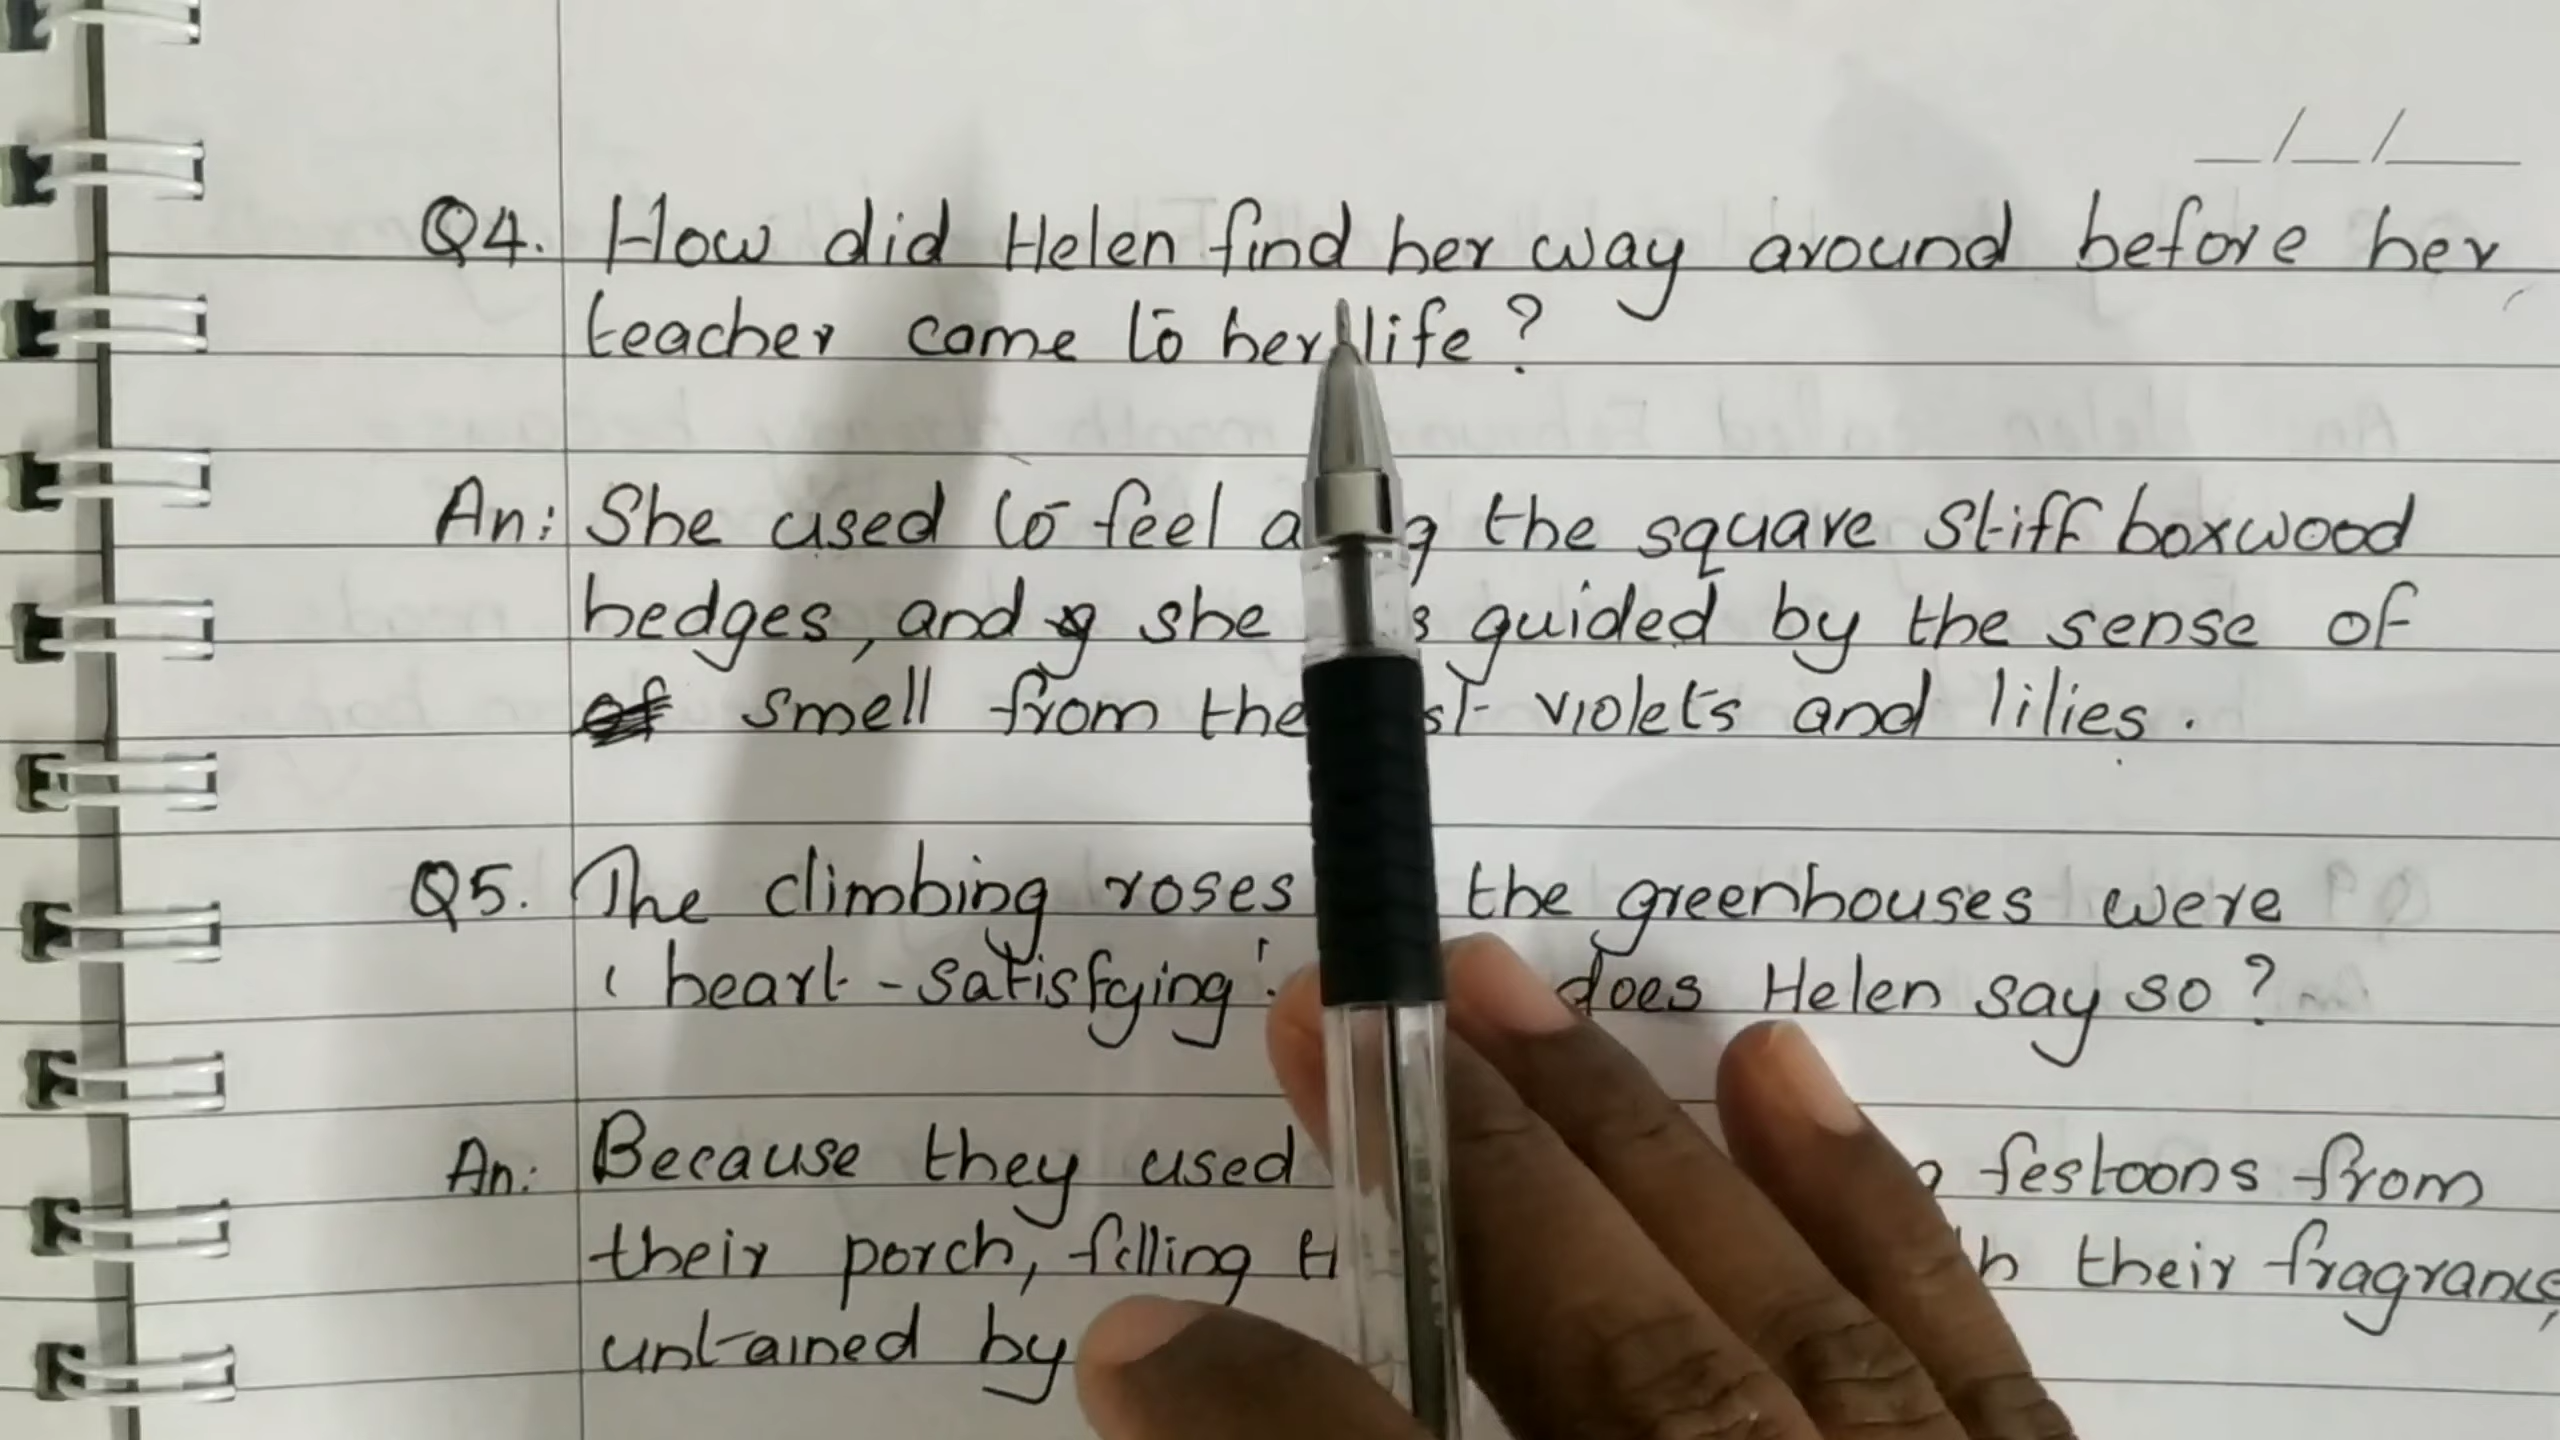 Q4. How did Helen find her way around before her
teacher came to her life?
An: She used to feel the square stiff boxwood
hedges, and she guided by the sense of
smell from the violets and lilies.
Q5. The climbing roses the greenhouses were
'heart-satisfying'. does Helen say so?
An: Because they used festoons from
their porch, filling their fragrance,
untained by